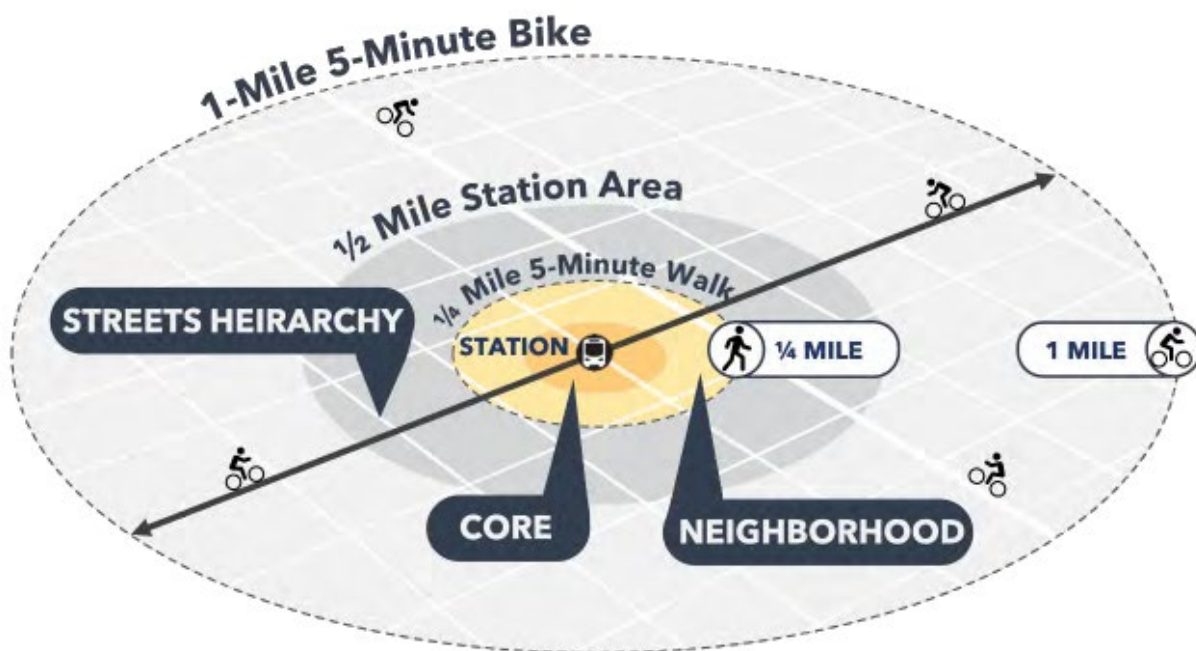 1-Mile 5-Minute Bike
½ Mile Station Area
¼ Mile 5-Minute Walk
STREETS HEIRARCHY
STATION
¼ MILE
1 MILE
CORE
NEIGHBORHOOD